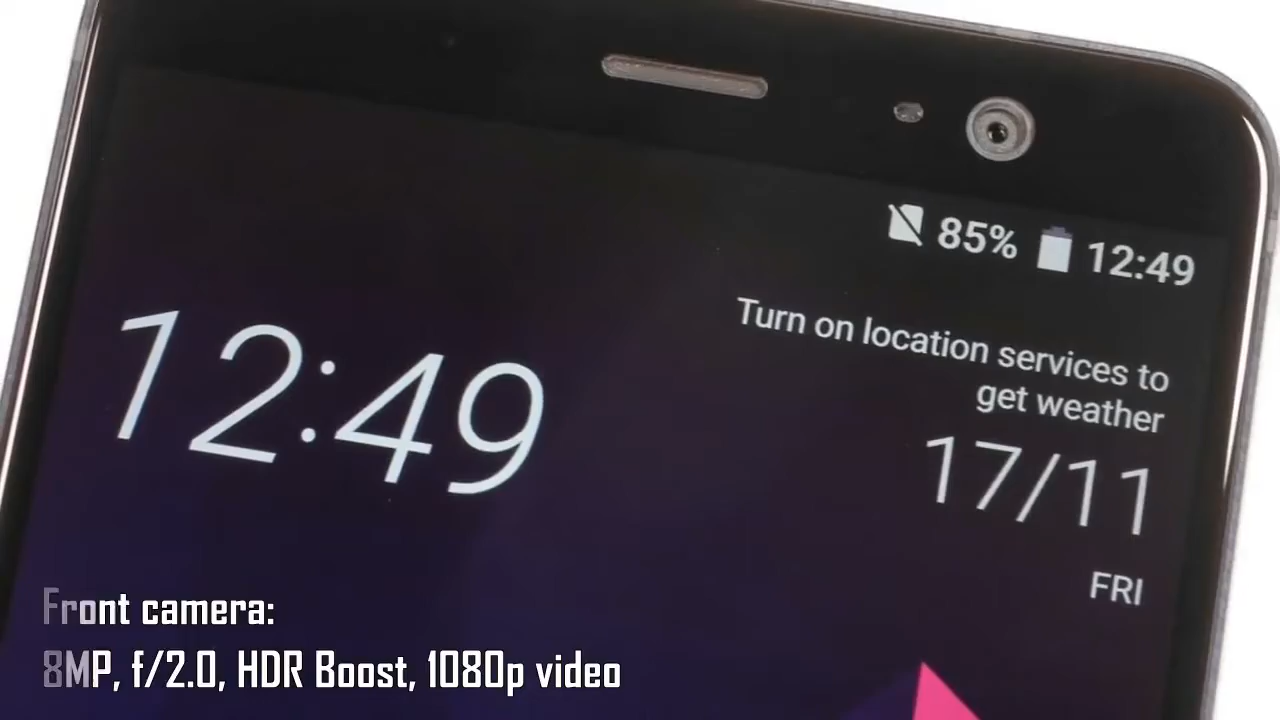 85% 12:49
Turn on location services to
get weather
12:49
17/11
FRI
Front camera:
8MP, f/2.0, HDR Boost, 1080p video